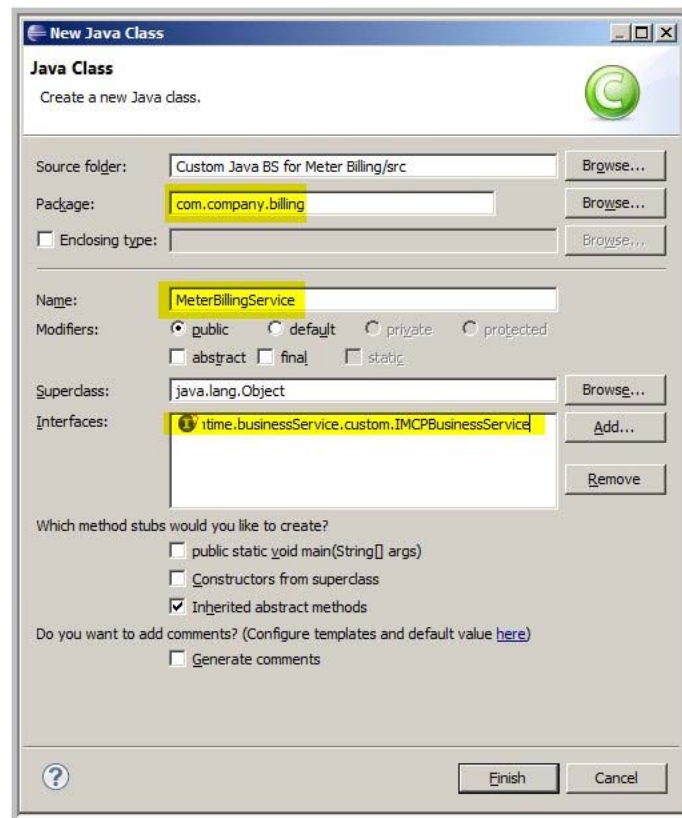 New Java Class
Java Class
Create a new Java class.
C
Source folder: Custom Java BS for Meter Billing/src Browse...
Package: com.company.billing Browse...
Enclosing type: Browse...
Name: MeterBillingService
Modifiers: public default private protected
abstract final static
Superclass: java.lang.Object Browse...
Interfaces: ıtime.businessService.custom.IMCPBusinessService Add...
Remove
Which method stubs would you like to create?
public static void main(String[] args)
Constructors from superclass
Inherited abstract methods
Do you want to add comments? (Configure templates and default value here)
Generate comments
? Finish Cancel